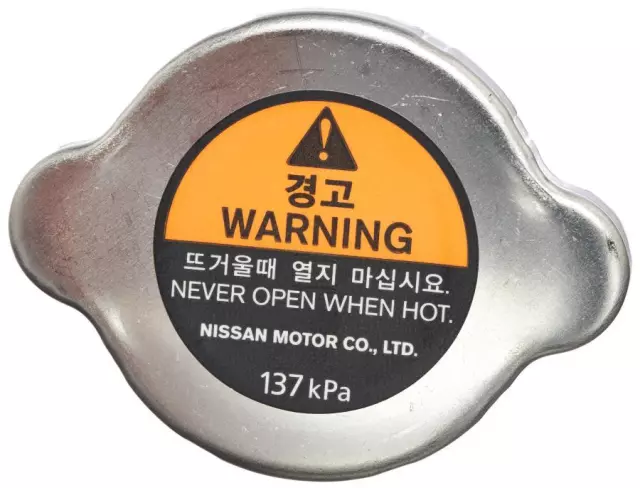 경고
WARNING
뜨거울때 열지 마십시요.
NEVER OPEN WHEN HOT.
NISSAN MOTOR CO., LTD.
137 kPa